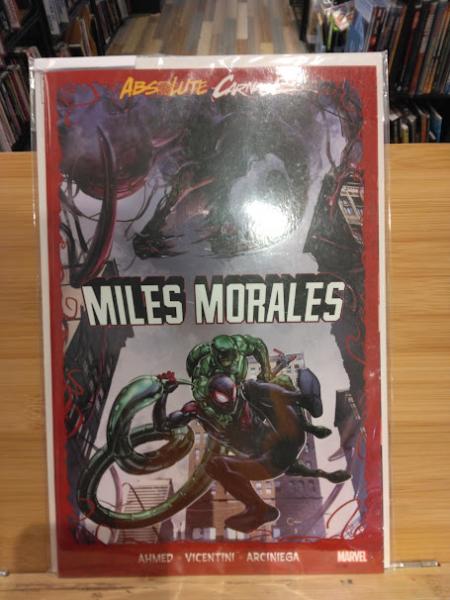 ABSOLUTE CARNAGE
MILES MORALES
AHMED • VICENTINI • ARCINIEGA
MARVEL